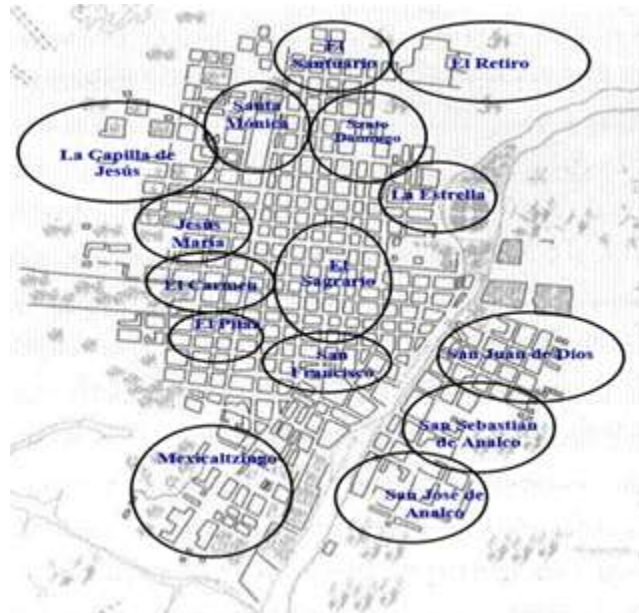 El
Santuario
El Retiro
Santa
Mónica
Santo
Domingo
La Capilla de
Jesús
La Estrella
Jesús
María
El
Sagrario
El Carmen
El Pilar
San
Francisco
San Juan de Dios
San Sebastián
de Analco
Mexicaltzingo
San José de
Analco